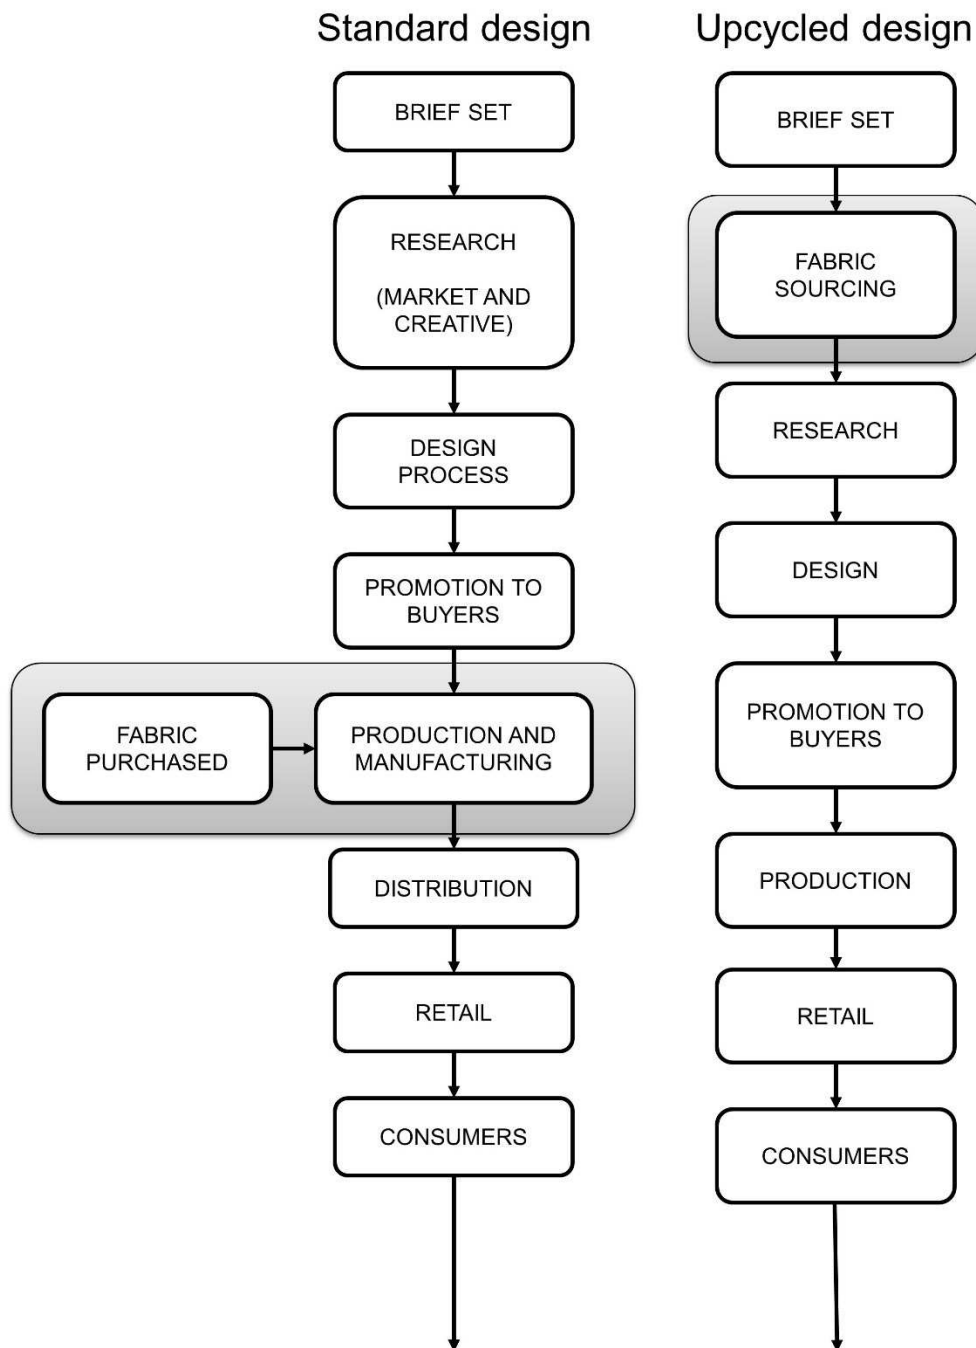 Standard design
BRIEF SET
RESEARCH
(MARKET AND
CREATIVE)
DESIGN
PROCESS
PROMOTION TO
BUYERS
FABRIC
PURCHASED
PRODUCTION AND
MANUFACTURING
DISTRIBUTION
RETAIL
CONSUMERS
Upcycled design
BRIEF SET
FABRIC
SOURCING
RESEARCH
DESIGN
PROMOTION TO
BUYERS
PRODUCTION
RETAIL
CONSUMERS